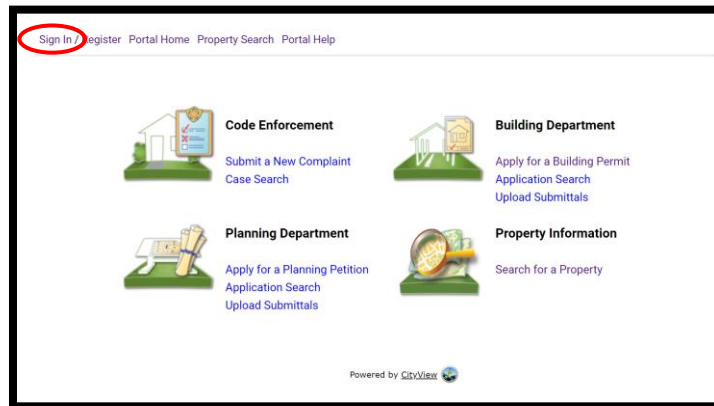 Sign In / Register Portal Home Property Search Portal Help
Code Enforcement
Submit a New Complaint
Case Search
Building Department
Apply for a Building Permit
Application Search
Upload Submittals
Planning Department
Apply for a Planning Petition
Application Search
Upload Submittals
Property Information
Search for a Property
Powered by CityView